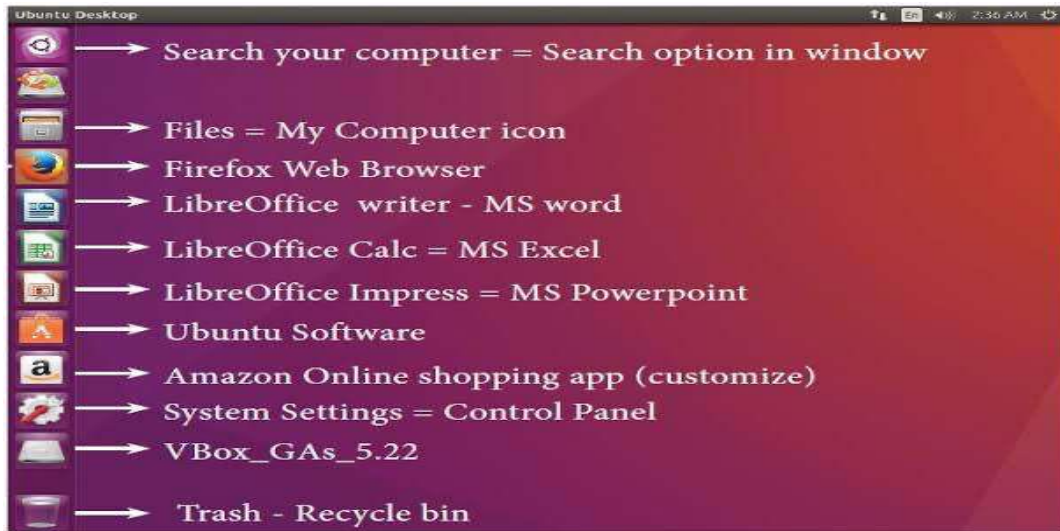 Ubuntu Desktop
En
2:36 AM
Search your computer = Search option in window
Files = My Computer icon
Firefox Web Browser
LibreOffice writer - MS word
LibreOffice Calc = MS Excel
LibreOffice Impress = MS Powerpoint
Ubuntu Software
a
Amazon Online shopping app (customize)
System Settings = Control Panel
VBox_GAs_5.22
Trash - Recycle bin